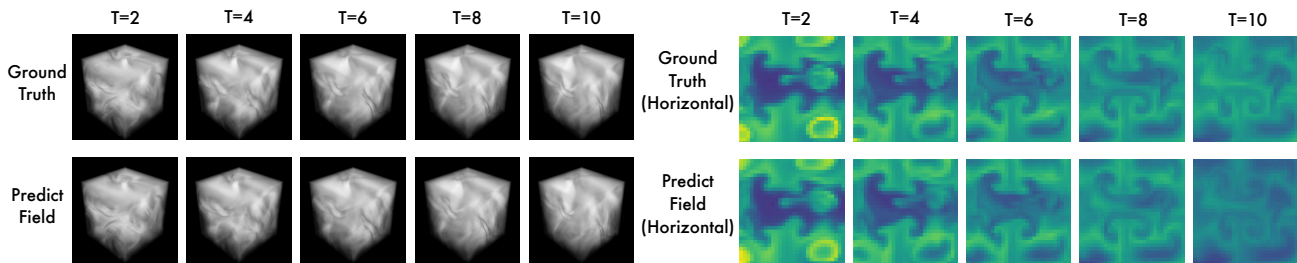 T=2 T=4 T=6 T=8 T=10
Ground
Truth
Predict
Field
T=2 T=4 T=6 T=8 T=10
Ground
Truth
(Horizontal)
Predict
Field
(Horizontal)